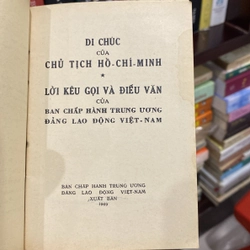 DI CHÚC
CỦA
CHỦ TỊCH HỒ-CHÍ-MINH
*
LỜI KÊU GỌI VÀ ĐIẾU VĂN
CỦA
BAN CHẤP HÀNH TRUNG ƯƠNG
ĐẢNG LAO ĐỘNG VIỆT-NAM
BAN CHẤP HÀNH TRUNG ƯƠNG
ĐẢNG LAO ĐỘNG VIỆT-NAM
XUẤT BẢN
1969